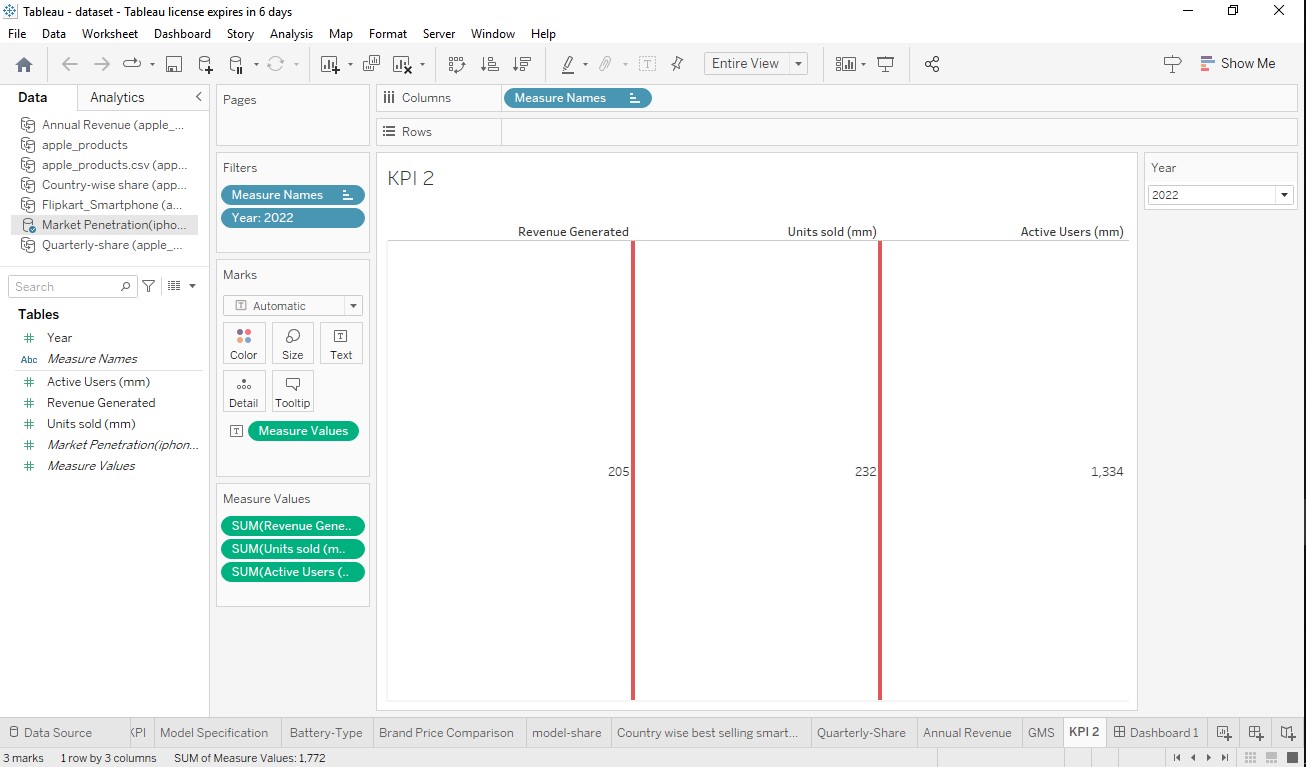 Tableau - dataset - Tableau license expires in 6 days
File Data Worksheet Dashboard Story Analysis Map Format Server Window Help
Entire View
Show Me
Data Analytics
Annual Revenue (apple_...
apple_products
apple_products.csv (app...
Country-wise share (app...
Flipkart_Smartphone (a...
Market Penetration(ipho...
Quarterly-share (apple_...
Search
Tables
Year
Abc Measure Names
Active Users (mm)
Revenue Generated
Units sold (mm)
Market Penetration(iphon...
Measure Values
Pages
Filters
Measure Names
Year: 2022
Marks
Automatic
Color Size Text
Detail Tooltip
Measure Values
Measure Values
SUM(Revenue Gene..
SUM(Units sold (m..
SUM(Active Users (..
Columns Measure Names
Rows
KPI 2
Revenue Generated Units sold (mm) Active Users (mm)
205 232 1,334
Year
2022
Data Source KPI Model Specification Battery-Type Brand Price Comparison model-share Country wise best selling smart... Quarterly-Share Annual Revenue GMS KPI 2 Dashboard 1
3 marks 1 row by 3 columns SUM of Measure Values: 1,772